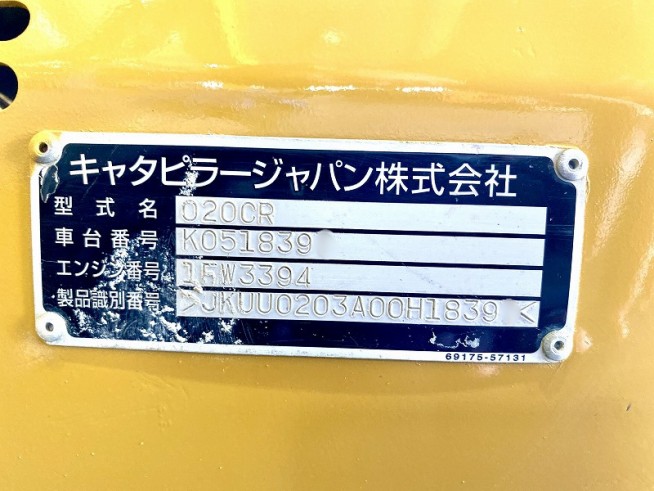 キャタピラージャパン株式会社
型式名 020CR
車台番号 K051839
エンジン番号 15W3394
製品識別番号 >JKUU0203A00H1839<
69175-57131